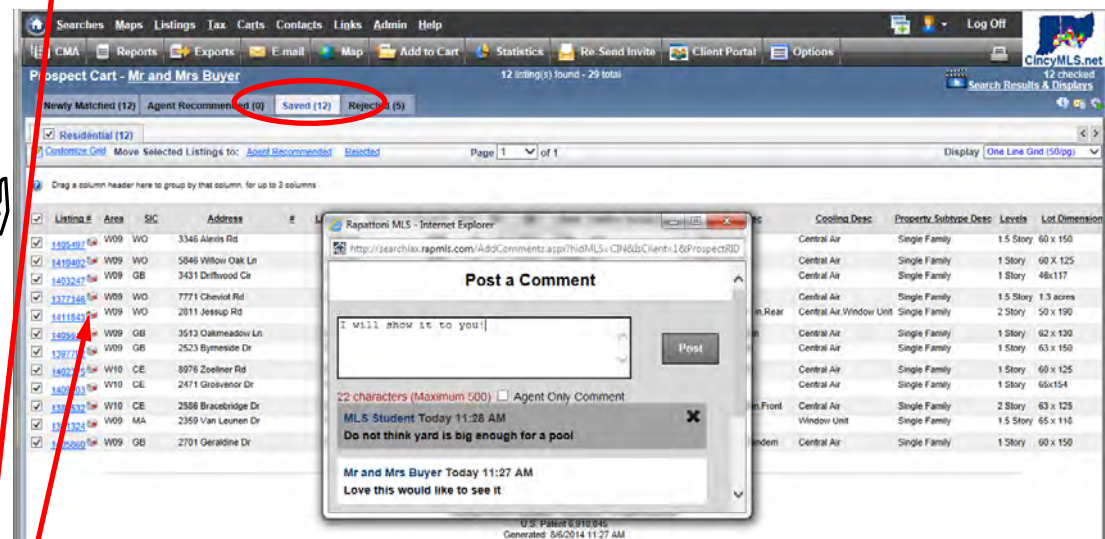 Searches Maps Listings Tax Carts Contacts Links Admin Help
Log Off
CMA Reports Exports E-mail Map Add to Cart Statistics Re-Send Invite Client Portal Options
CincyMLS.net
Prospect Cart - Mr and Mrs Buyer
12 listing(s) found - 29 total
12 checked
Search Results & Displays
Newly Matched (12) Agent Recommended (0) Saved (12) Rejected (5)
Residential (12)
Customize Grid Move Selected Listings to: Agent Recommended Rejected Page 1 of 1 Display One Line Grid (50/pg)
Drag a column header here to group by that column, for up to 3 columns
Listing # Area SIC Address # Cooling Desc Property Subtype Desc Levels Lot Dimension
1405497 W09 WO 3346 Alexis Rd Central Air Single Family 1.5 Story 60 x 150
1410402 W09 WO 5846 Willow Oak Ln Central Air Single Family 1 Story 60 X 125
1403247 W09 GB 3431 Driftwood Cir Central Air Single Family 1 Story 46x117
1377146 W09 WO 7771 Cheviot Rd Central Air Single Family 1.5 Story 1.3 acres
1411843 W09 WO 2811 Jessup Rd in,Rear Central Air,Window Unit Single Family 2 Story 50 x 190
W09 GB 3513 Oakmeadow Ln Central Air Single Family 1 Story 62 x 130
W09 GB 2523 Byrneside Dr Central Air Single Family 1.5 Story 63 x 150
W10 CE 8976 Zoellner Rd Central Air Single Family 1 Story 60 x 125
W10 CE 2471 Grosvenor Dr Central Air Single Family 1 Story 65x154
W10 CE 2586 Bracebridge Dr in,Front Central Air Single Family 2 Story 63 x 125
W09 MA 2359 Van Leunen Dr Window Unit Single Family 1.5 Story 65 x 118
W09 GB 2701 Geraldine Dr Central Air Single Family 1 Story 60 x 150
Rapattoni MLS - Internet Explorer
http://searchlax.rapmls.com/AddComments.aspx?hidMLS=CIN&IsClient=1&ProspectRID
Post a Comment
I will show it to you!
Post
22 characters (Maximum 500) Agent Only Comment
MLS Student Today 11:28 AM
Do not think yard is big enough for a pool
Mr and Mrs Buyer Today 11:27 AM
Love this would like to see it
U.S. Patent 6,910,045
Generated: 8/6/2014 11:27 AM